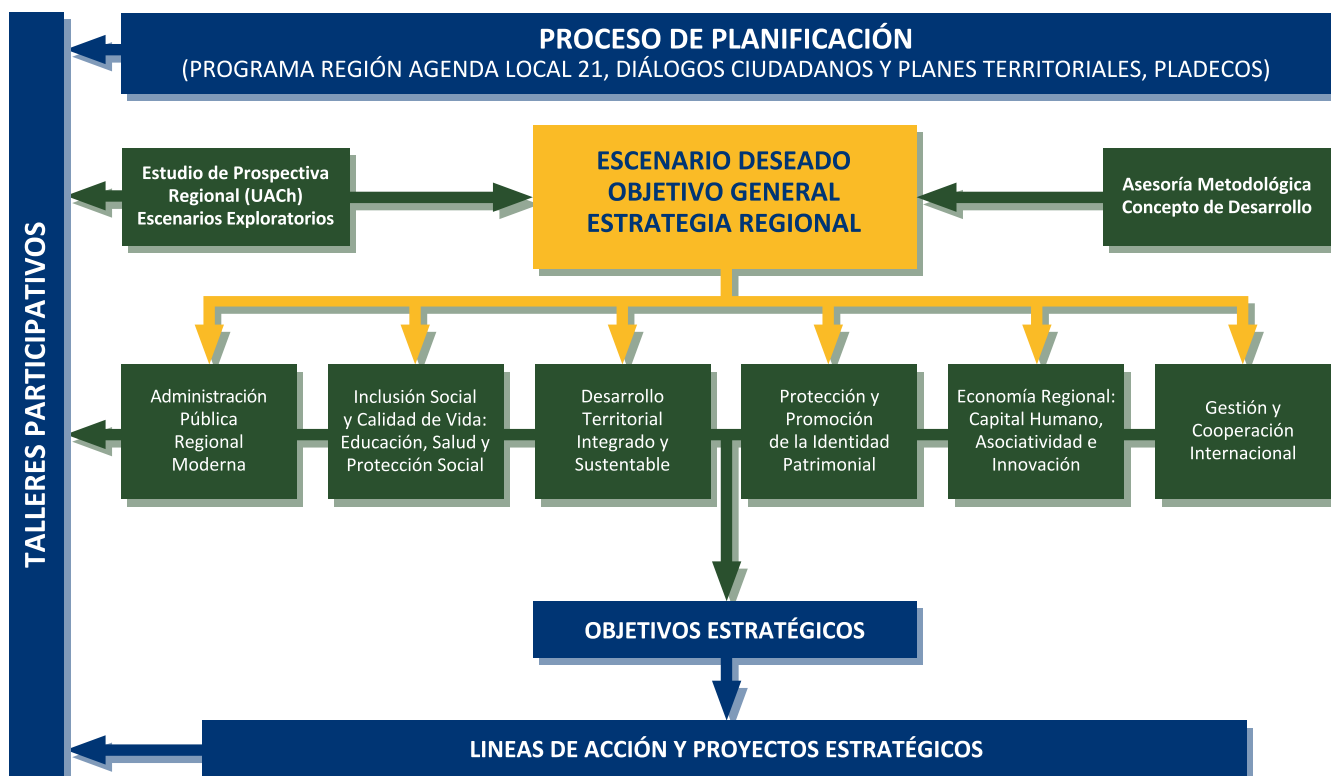 PROCESO DE PLANIFICACIÓN
(PROGRAMA REGIÓN AGENDA LOCAL 21, DIÁLOGOS CIUDADANOS Y PLANES TERRITORIALES, PLADECOS)
TALLERES PARTICIPATIVOS
Estudio de Prospectiva
Regional (UACh)
Escenarios Exploratorios
ESCENARIO DESEADO
OBJETIVO GENERAL
ESTRATEGIA REGIONAL
Asesoría Metodológica
Concepto de Desarrollo
Administración
Pública
Regional
Moderna
Inclusión Social
y Calidad de Vida:
Educación, Salud y
Protección Social
Desarrollo
Territorial
Integrado y
Sustentable
Protección y
Promoción
de la Identidad
Patrimonial
Economía Regional:
Capital Humano,
Asociatividad e
Innovación
Gestión y
Cooperación
Internacional
OBJETIVOS ESTRATÉGICOS
LINEAS DE ACCIÓN Y PROYECTOS ESTRATÉGICOS